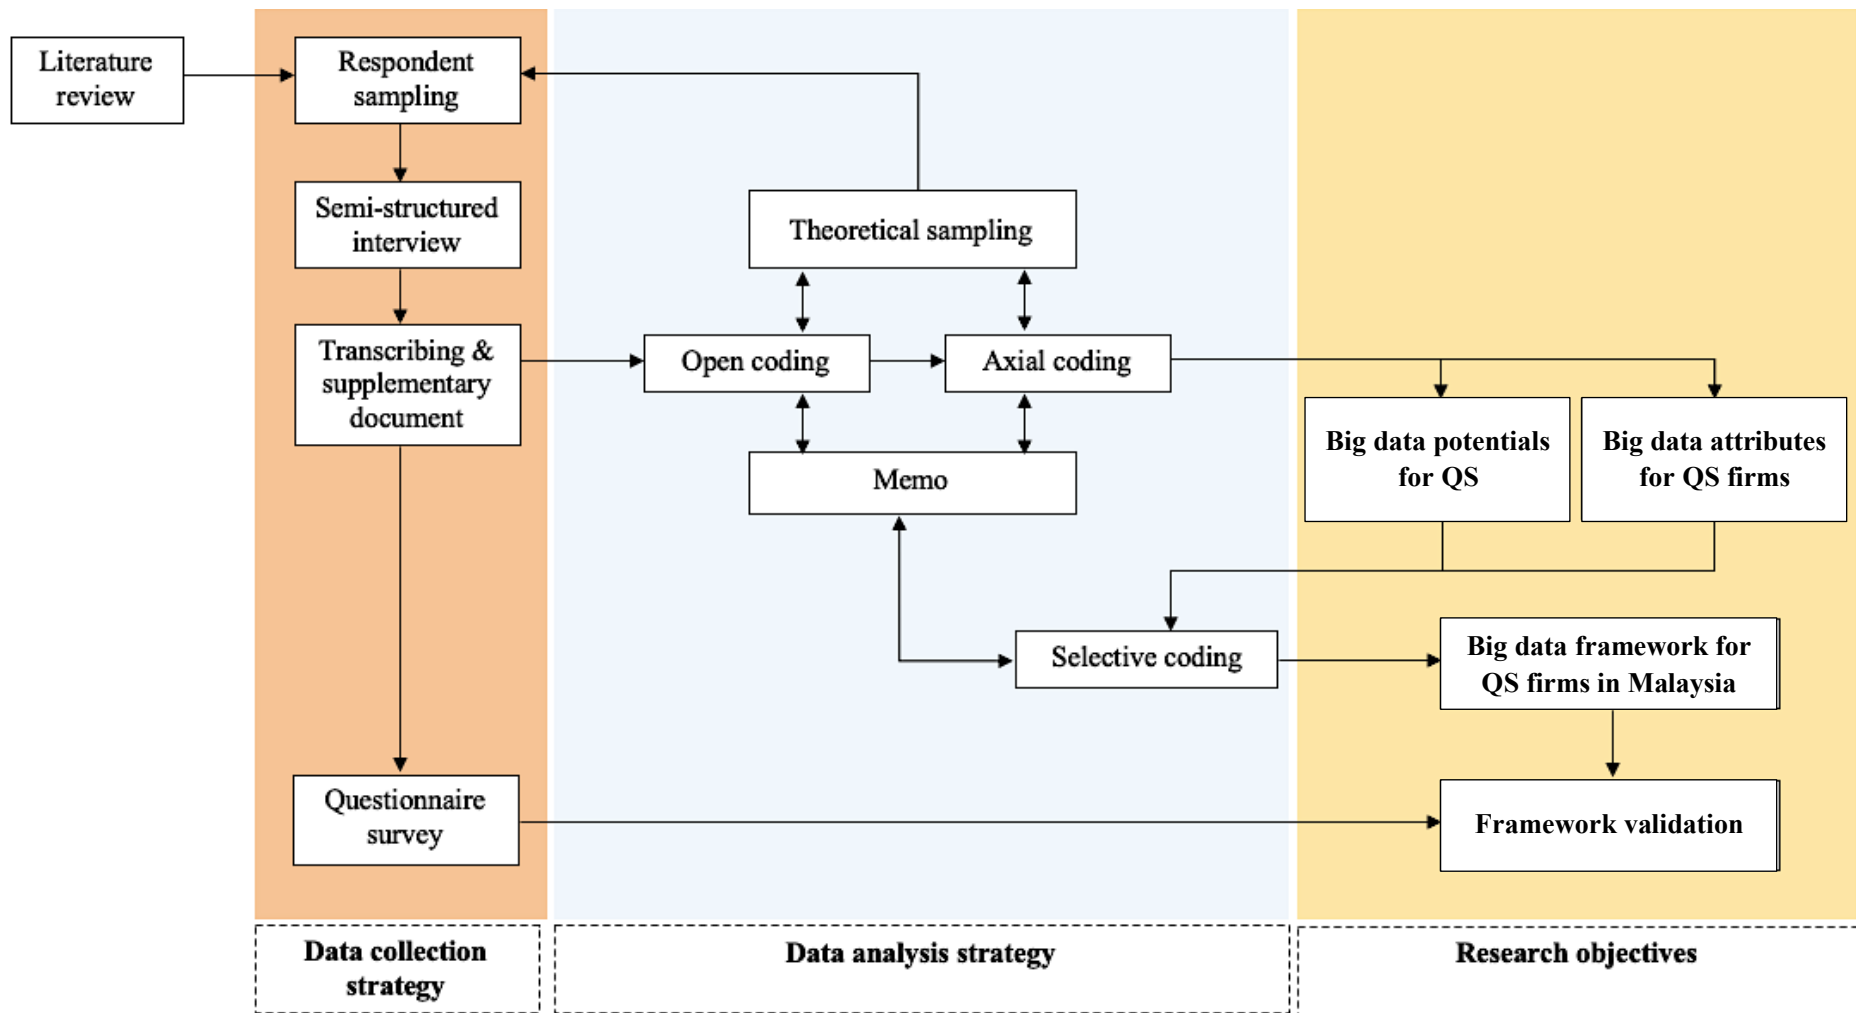 Literature
review
Respondent
sampling
Semi-structured
interview
Theoretical sampling
Transcribing &
supplementary
document
Open coding
Axial coding
Big data potentials
for QS
Big data attributes
for QS firms
Memo
Selective coding
Big data framework for
QS firms in Malaysia
Questionnaire
survey
Framework validation
Data collection
strategy
Data analysis strategy
Research objectives